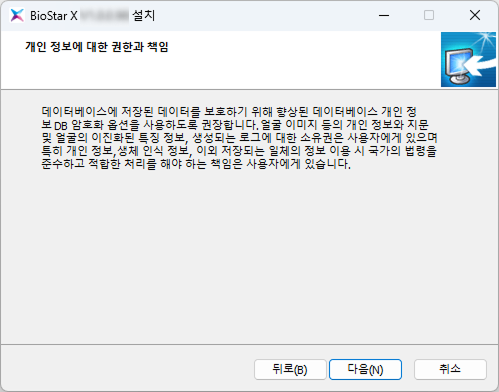 BioStar X 설치
개인 정보에 대한 권한과 책임
데이터베이스에 저장된 데이터를 보호하기 위해 향상된 데이터베이스 개인 정
보 DB 암호화 옵션을 사용하도록 권장합니다.얼굴 이미지 등의 개인 정보와 지문
및 얼굴의 이진화된 특징 정보, 생성되는 로그에 대한 소유권은 사용자에게 있으며
특히 개인 정보,생체 인식 정보, 이외 저장되는 일체의 정보 이용 시 국가의 법령을
준수하고 적합한 처리를 해야 하는 책임은 사용자에게 있습니다.
뒤로(B)
다음(N)
취소